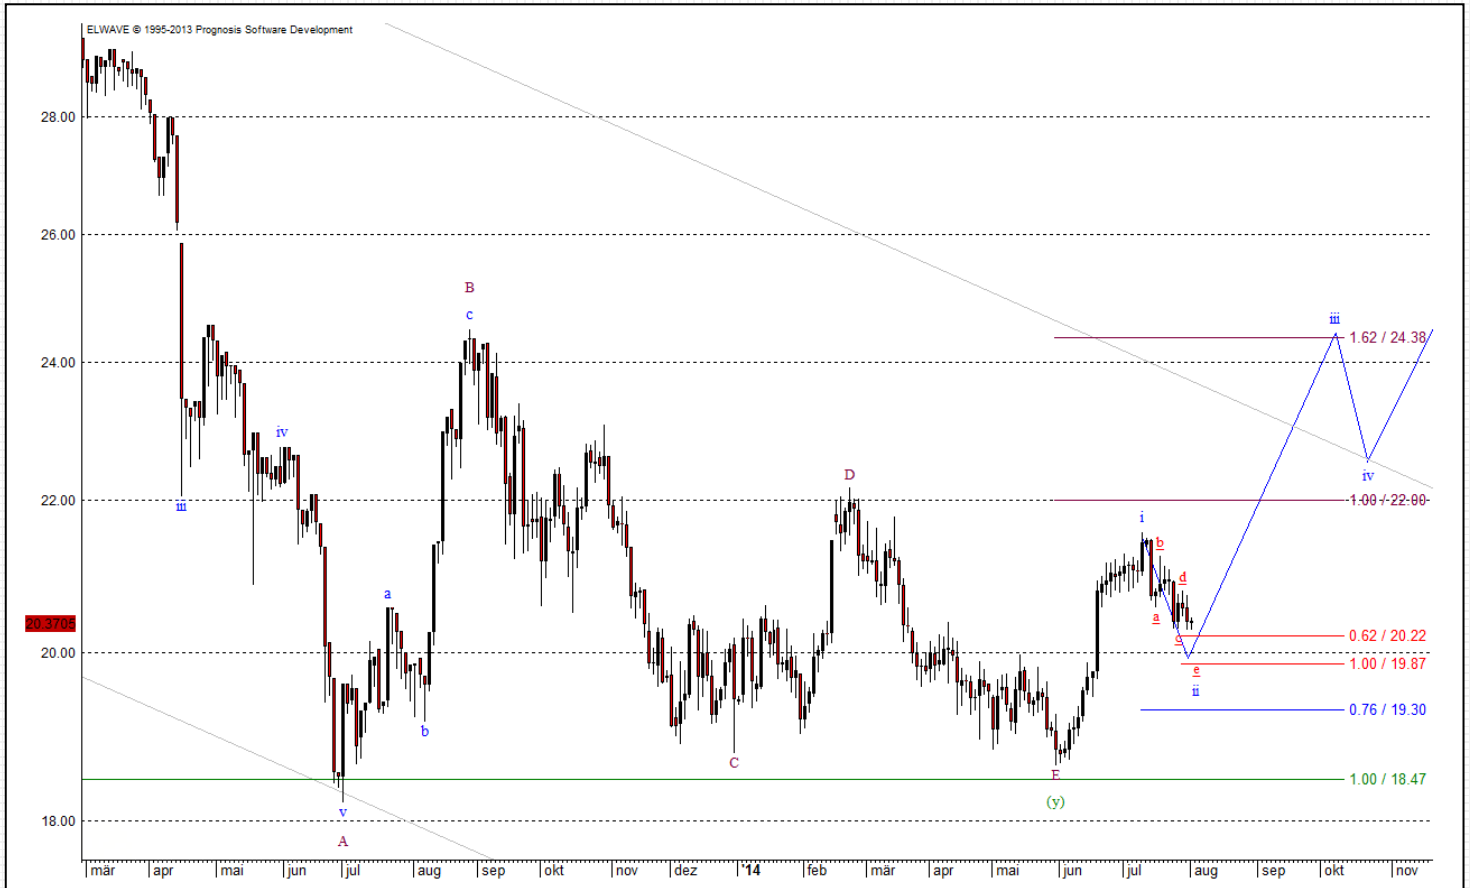 ELWAVE © 1995-2013 Prognosis Software Development
28.00
26.00
B
c
24.00
iii
1.62 / 24.38
iv
D
iv
iii
22.00
1.00 / 22.00
i
b
d
a
a
20.3705
c
0.62 / 20.22
20.00
1.00 / 19.87
e
ii
0.76 / 19.30
b
C
E
1.00 / 18.47
(y)
v
18.00
A
mär apr mai jun jul aug sep okt nov dez '14 feb mär apr mai jun jul aug sep okt nov